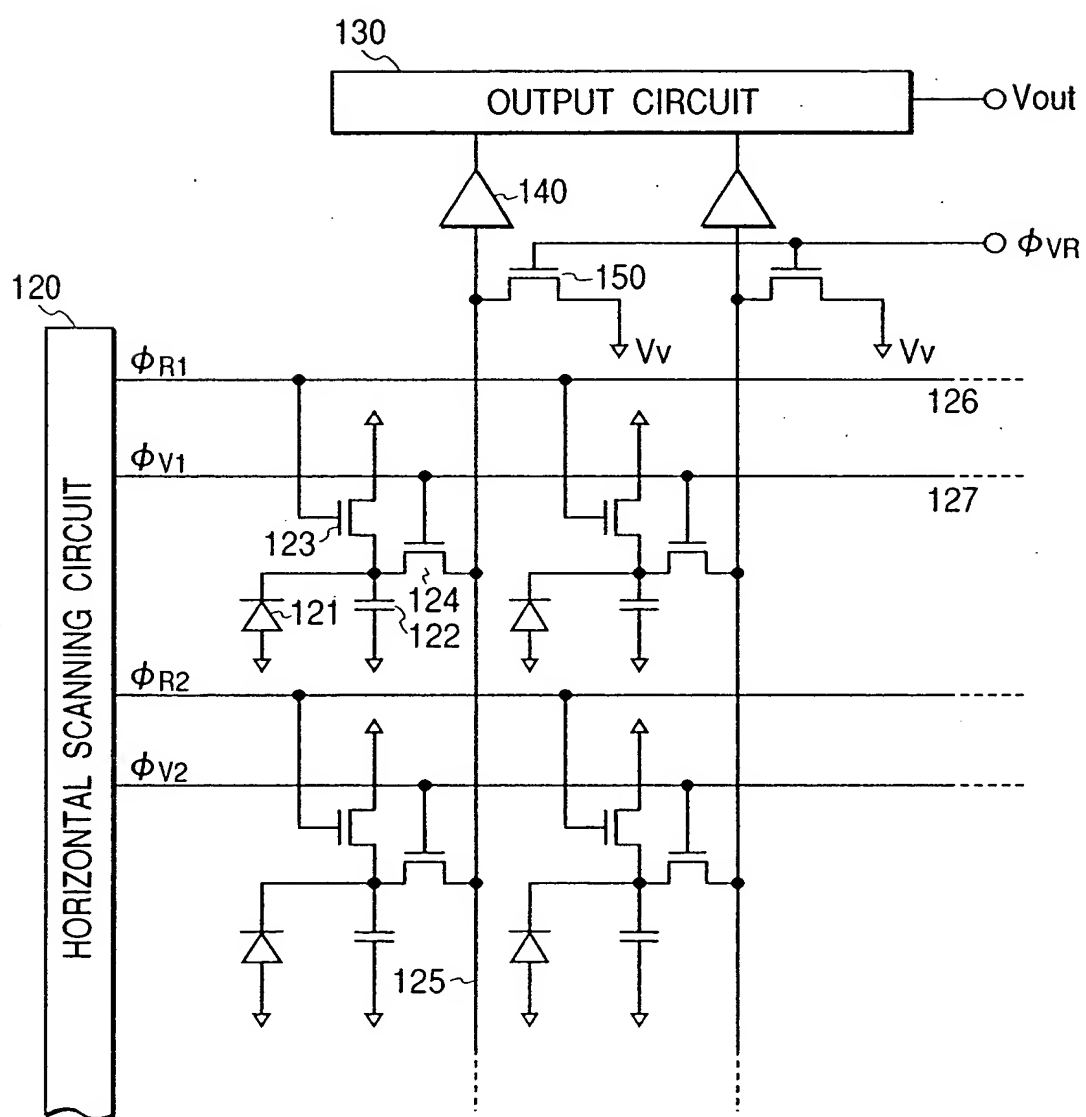 130
OUTPUT CIRCUIT
Vout
140
ϕVR
150
120
Vv
Vv
ϕR1
126
ϕV1
127
123
124
121
122
HORIZONTAL SCANNING CIRCUIT
ϕR2
ϕV2
125